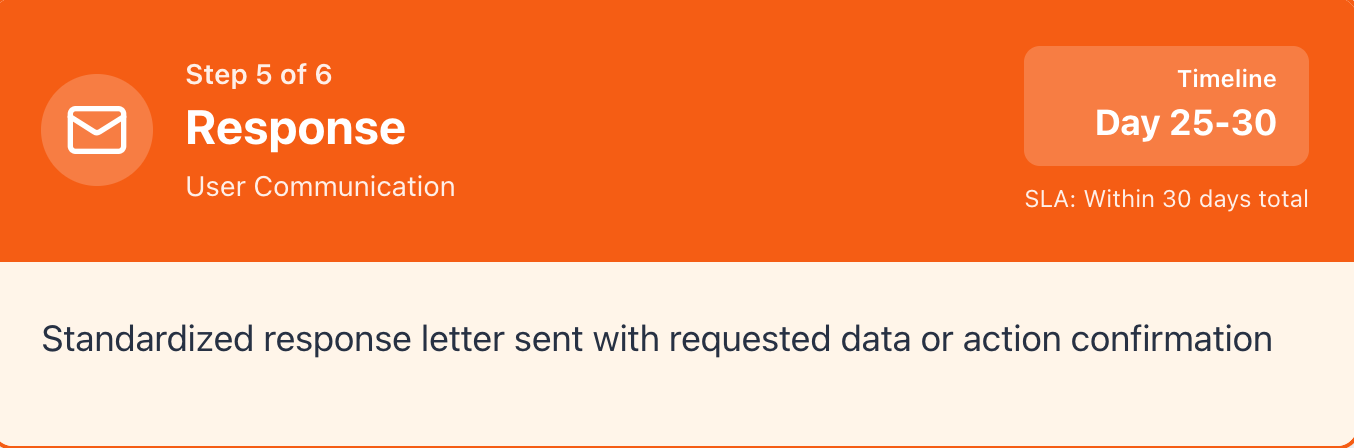 Step 5 of 6
Response
User Communication
Timeline
Day 25-30
SLA: Within 30 days total
Standardized response letter sent with requested data or action confirmation